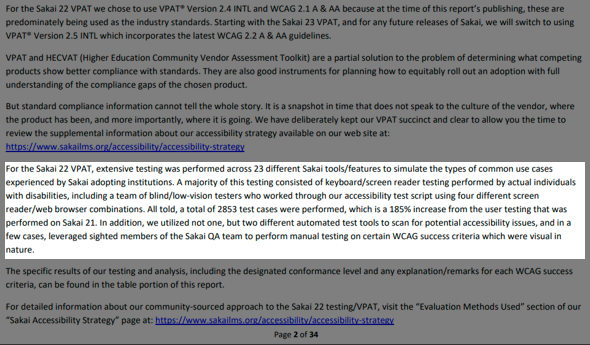 For the Sakai 22 VPAT we chose to use VPAT® Version 2.4 INTL and WCAG 2.1 A & AA because at the time of this report's publishing, these are
predominately being used as the industry standards. Starting with the Sakai 23 VPAT, and for any future releases of Sakai, we will switch to using
VPAT® Version 2.5 INTL which incorporates the latest WCAG 2.2 A & AA guidelines.
VPAT and HECVAT (Higher Education Community Vendor Assessment Toolkit) are a partial solution to the problem of determining what competing
products show better compliance with standards. They are also good instruments for planning how to equitably roll out an adoption with full
understanding of the compliance gaps of the chosen product.
But standard compliance information cannot tell the whole story. It is a snapshot in time that does not speak to the culture of the vendor, where
the product has been, and more importantly, where it is going. We have deliberately kept our VPAT succinct and clear to allow you the time to
review the supplemental information about our accessibility strategy available on our web site at:
https://www.sakailms.org/accessibility/accessibility-strategy
For the Sakai 22 VPAT, extensive testing was performed across 23 different Sakai tools/features to simulate the types of common use cases
experienced by Sakai adopting institutions. A majority of this testing consisted of keyboard/screen reader testing performed by actual individuals
with disabilities, including a team of blind/low-vision testers who worked through our accessibility test script using four different screen
reader/web browser combinations. All told, a total of 2853 test cases were performed, which is a 185% increase from the user testing that was
performed on Sakai 21. In addition, we utilized not one, but two different automated test tools to scan for potential accessibility issues, and in a
few cases, leveraged sighted members of the Sakai QA team to perform manual testing on certain WCAG success criteria which were visual in
nature.
The specific results of our testing and analysis, including the designated conformance level and any explanation/remarks for each WCAG success
criteria, can be found in the table portion of this report.
For detailed information about our community-sourced approach to the Sakai 22 testing/VPAT, visit the "Evaluation Methods Used" section of our
"Sakai Accessibility Strategy" page at: https://www.sakailms.org/accessibility/accessibility-strategy
Page 2 of 34